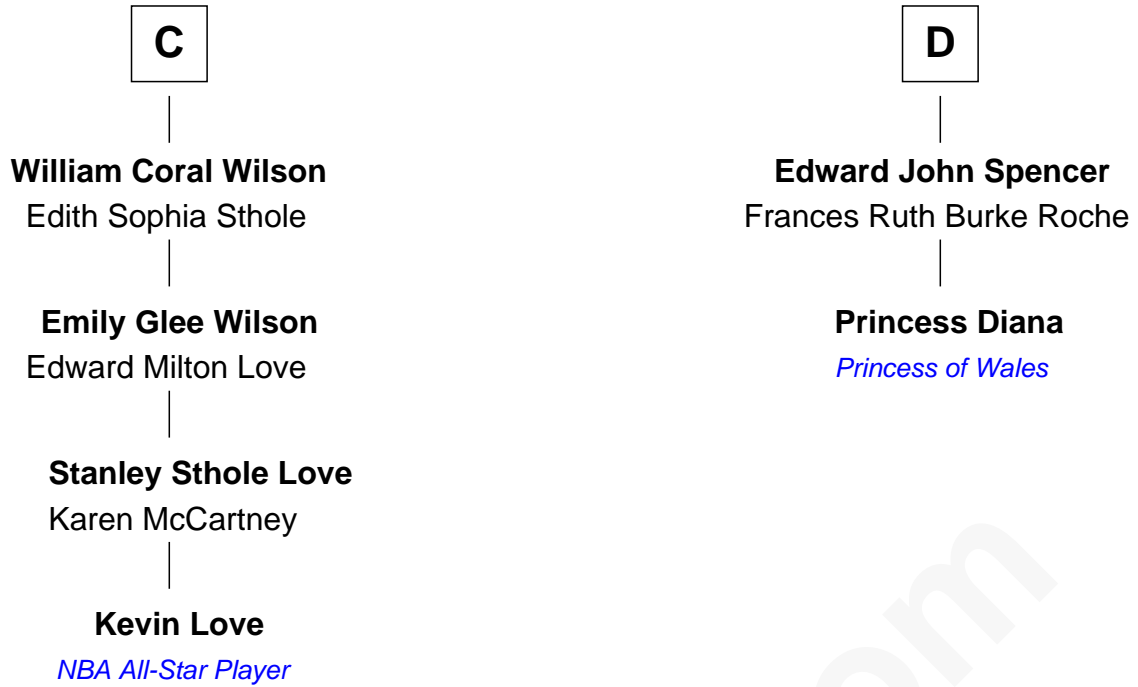 C
William Coral Wilson
Edith Sophia Sthole
Emily Glee Wilson
Edward Milton Love
Stanley Sthole Love
Karen McCartney
Kevin Love
NBA All-Star Player
D
Edward John Spencer
Frances Ruth Burke Roche
Princess Diana
Princess of Wales
om